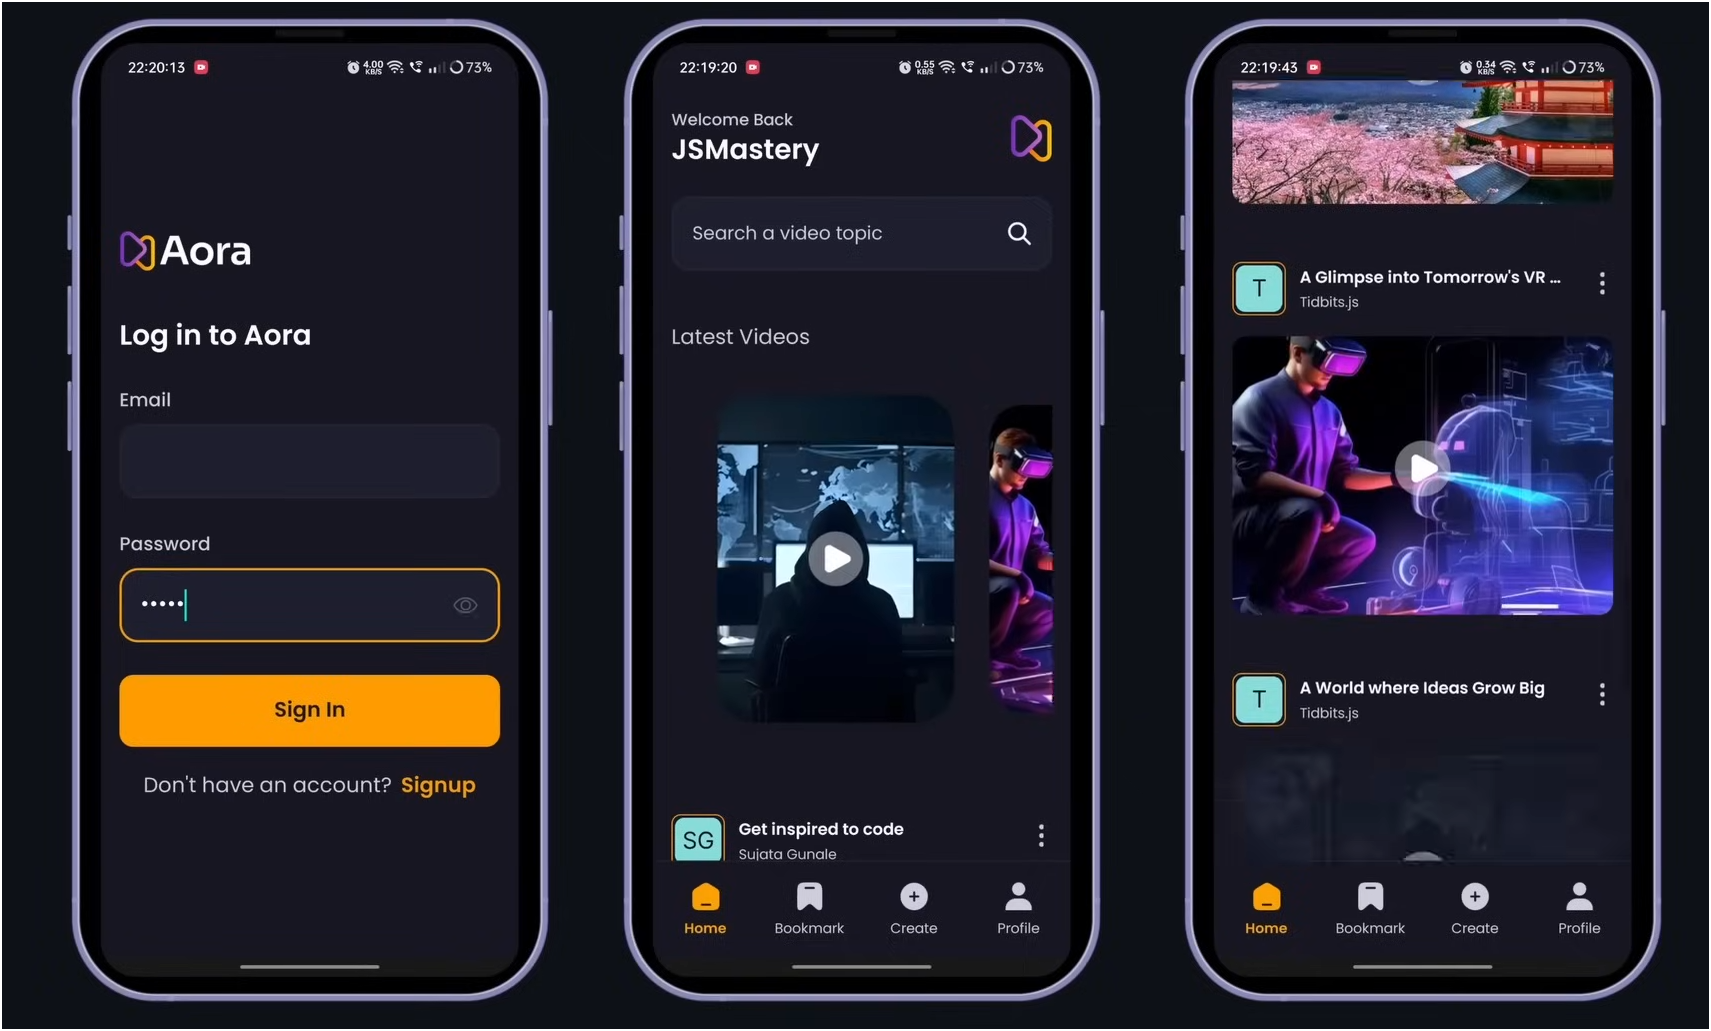 22:20:13
4.00 KB/S
73%
Aora
Log in to Aora
Email
Password
Sign In
Don't have an account? Signup
22:19:20
0.55 KB/S
73%
Welcome Back
JSMastery
Search a video topic
Latest Videos
SG
Get inspired to code
Sujata Gunale
Home
Bookmark
Create
Profile
22:19:43
0.34 KB/S
73%
T
A Glimpse into Tomorrow's VR ...
Tidbits.js
T
A World where Ideas Grow Big
Tidbits.js
Home
Bookmark
Create
Profile